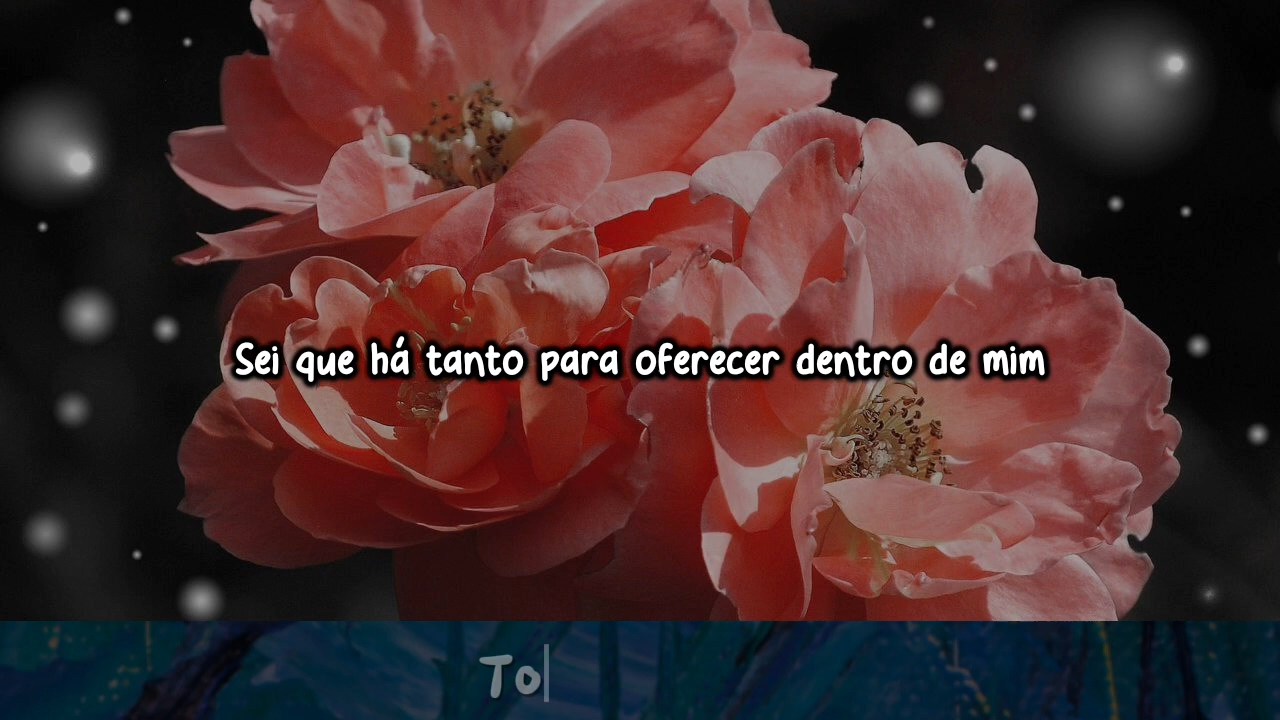 Sei que há tanto para oferecer dentro de mim
To